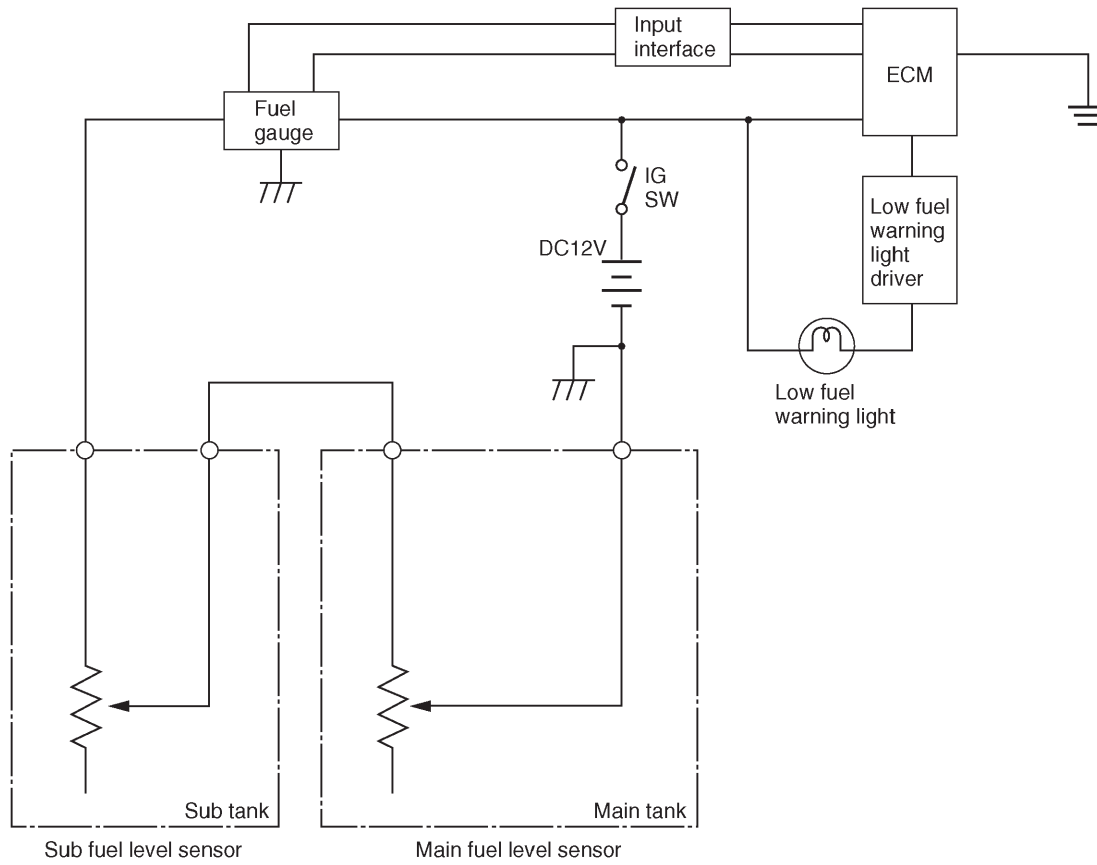 Input
interface
ECM
Fuel
gauge
IG
SW
DC12V
Low fuel
warning
light
driver
Low fuel
warning light
Sub tank
Main tank
Sub fuel level sensor
Main fuel level sensor